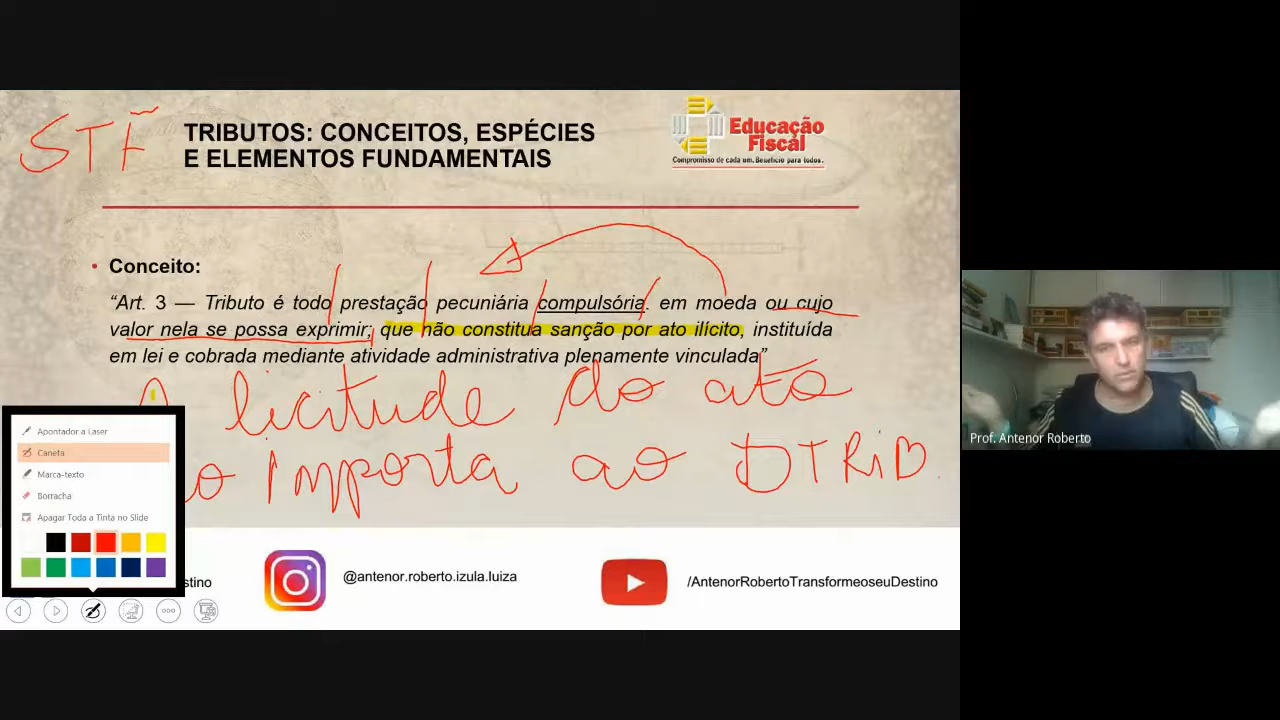 STF
TRIBUTOS: CONCEITOS, ESPÉCIES
E ELEMENTOS FUNDAMENTAIS
Educação
Fiscal
Compromisso de cada um. Benefício para todos.
• Conceito:
“Art. 3 — Tributo é todo prestação pecuniária compulsória. em moeda ou cujo
valor nela se possa exprimir; que não constitua sanção por ato ilícito, instituída
em lei e cobrada mediante atividade administrativa plenamente vinculada”
A licitude do ato
importa ao DTRIB.
Apontador a Laser
Caneta
Marca-texto
Borracha
Apagar Toda a Tinta no Slide
@antenor.roberto.izula.luiza
/AntenorRobertoTransformeoseuDestino
Prof. Antenor Roberto